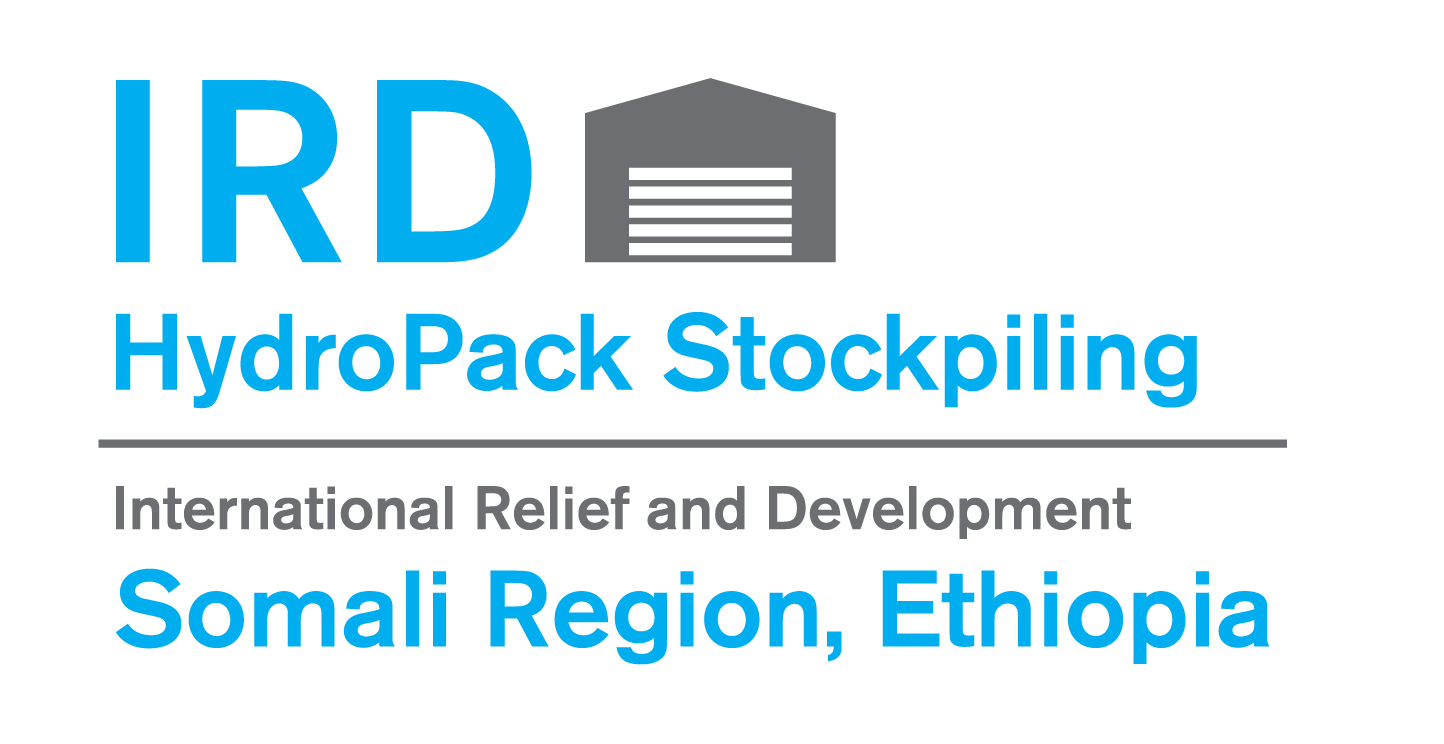 IRD
HydroPack Stockpiling
International Relief and Development
Somali Region, Ethiopia